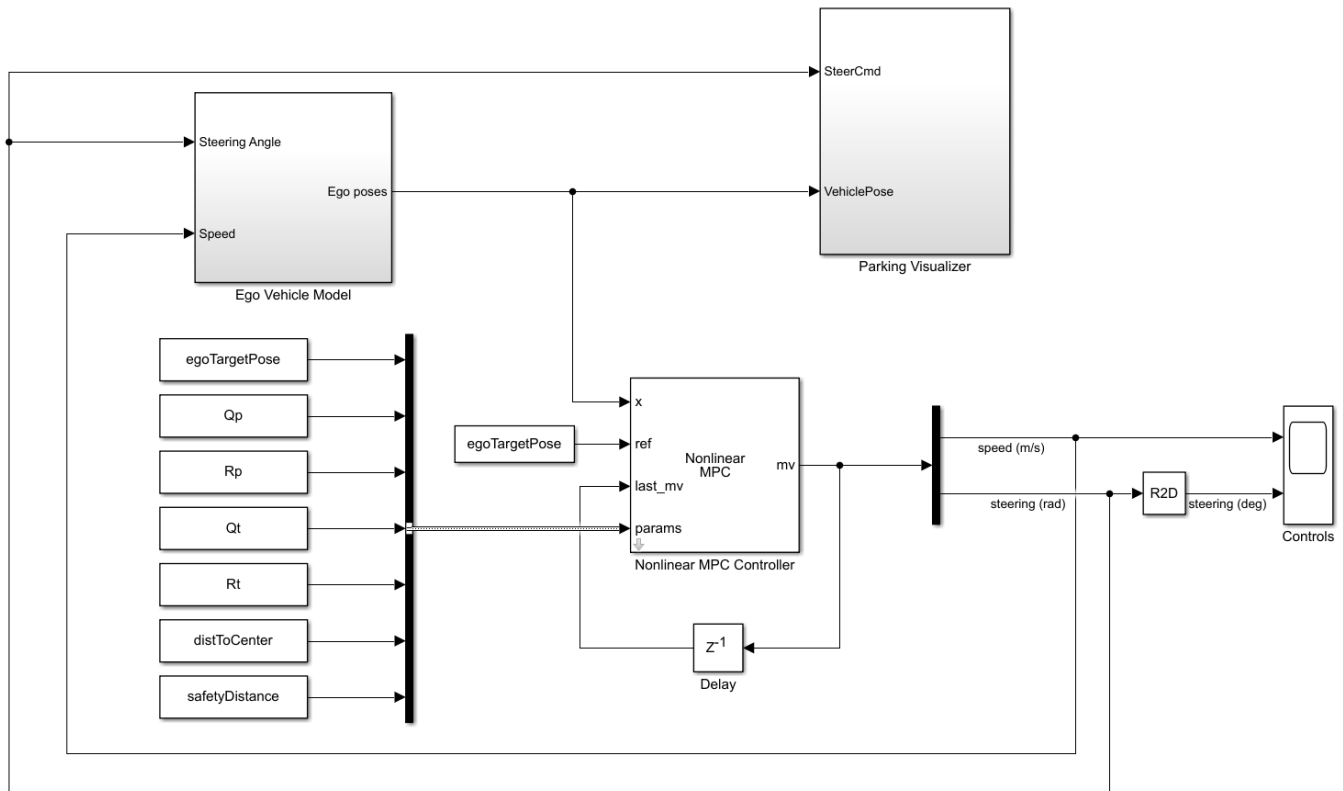 SteerCmd
Steering Angle
Ego poses
VehiclePose
Speed
Parking Visualizer
Ego Vehicle Model
egoTargetPose
Qp
Rp
Qt
Rt
distToCenter
safetyDistance
egoTargetPose
x
ref
last_mv
params
Nonlinear
MPC
mv
Nonlinear MPC Controller
Z-1
Delay
speed (m/s)
steering (rad)
R2D
steering (deg)
Controls